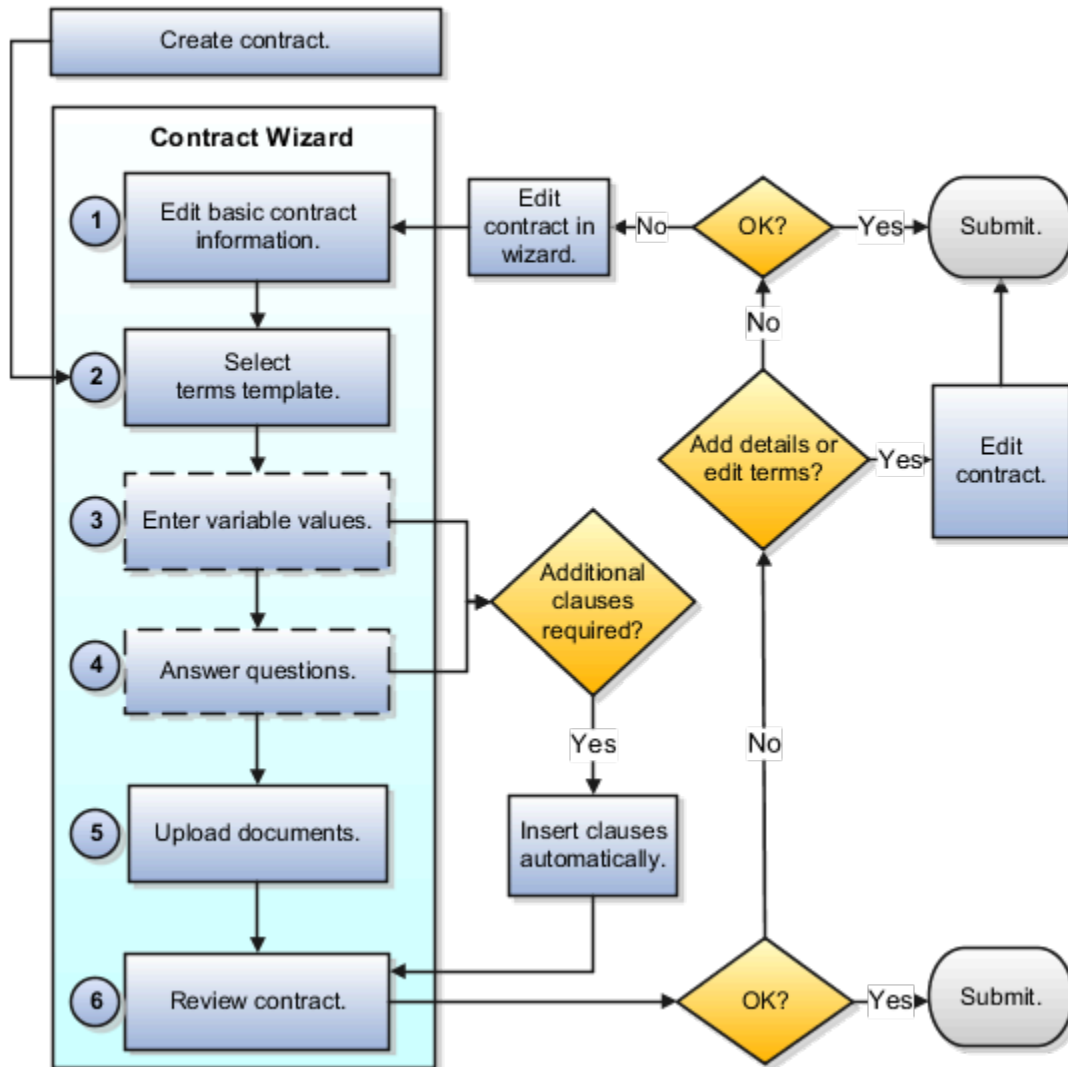 Create contract.
Contract Wizard
1
Edit basic contract
information.
Edit
contract in
wizard.
No
OK?
Yes
Submit.
No
2
Select
terms template.
Add details or
edit terms?
Yes
Edit
contract.
3
Enter variable values.
Additional
clauses
required?
4
Answer questions.
Yes
No
5
Upload documents.
Insert clauses
automatically.
6
Review contract.
OK?
Yes
Submit.